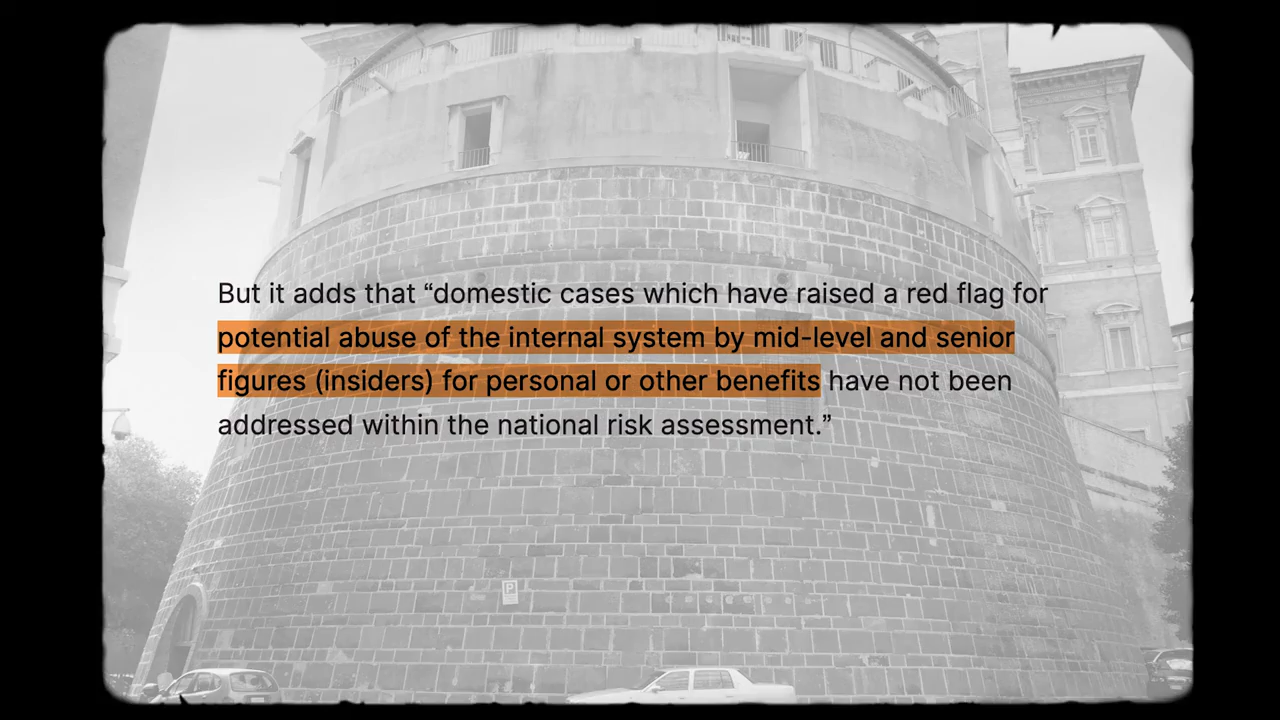 But it adds that “domestic cases which have raised a red flag for
potential abuse of the internal system by mid-level and senior
figures (insiders) for personal or other benefits have not been
addressed within the national risk assessment.”
P